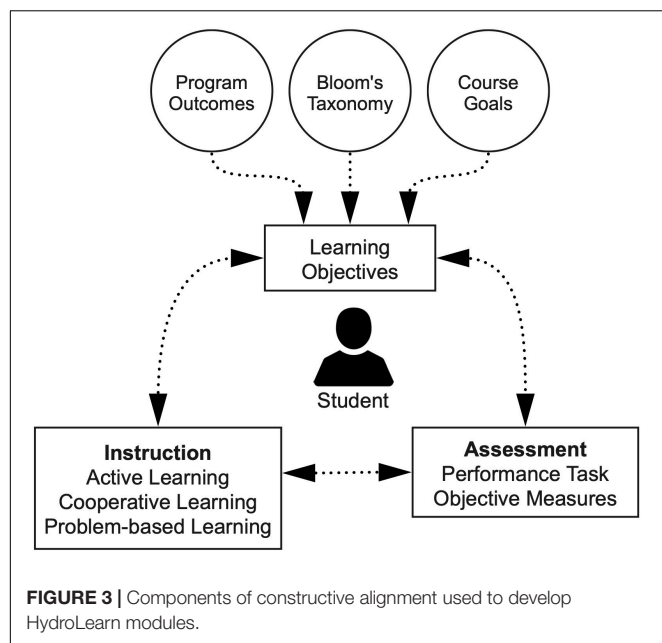 Program
Outcomes
Bloom's
Taxonomy
Course
Goals
Learning
Objectives
Student
Instruction
Active Learning
Cooperative Learning
Problem-based Learning
Assessment
Performance Task
Objective Measures
FIGURE 3 | Components of constructive alignment used to develop
HydroLearn modules.